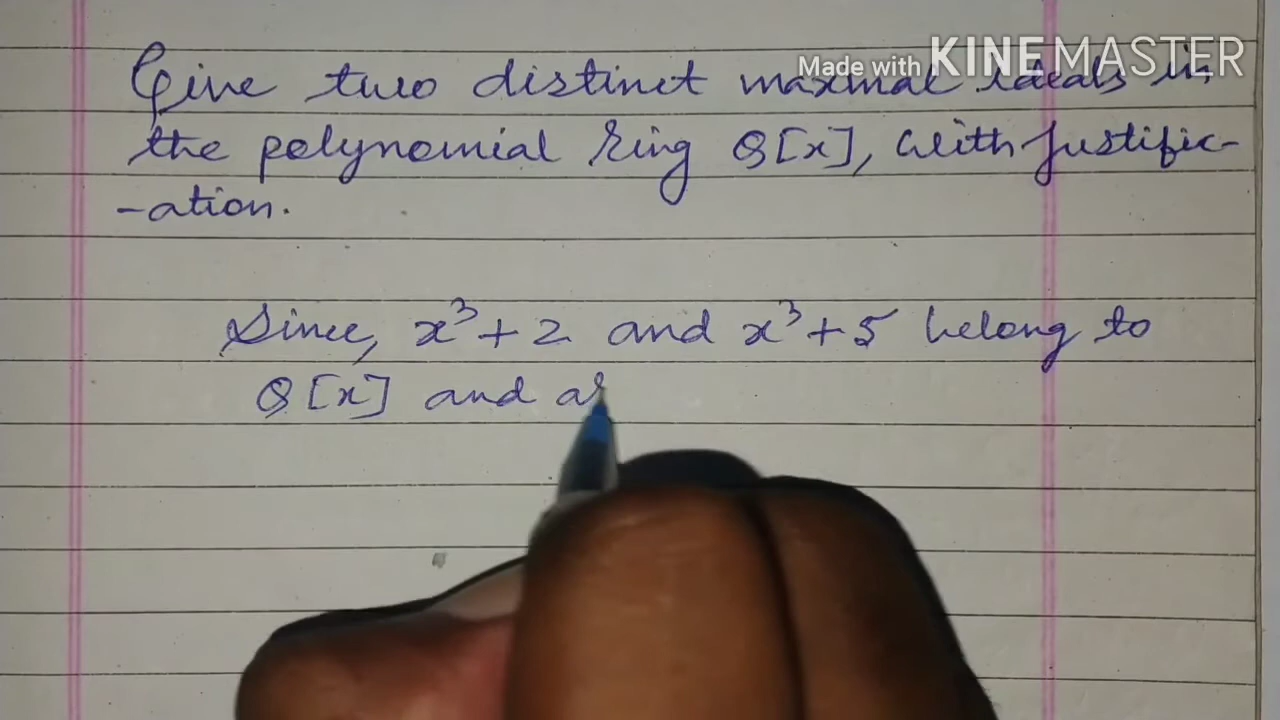 Made with KINEMASTER
Give two distinct maximal ideals in
the polynomial ring Q[x], with justific-
-ation.
Since, x³+2 and x³+5 belong to
Q[x] and